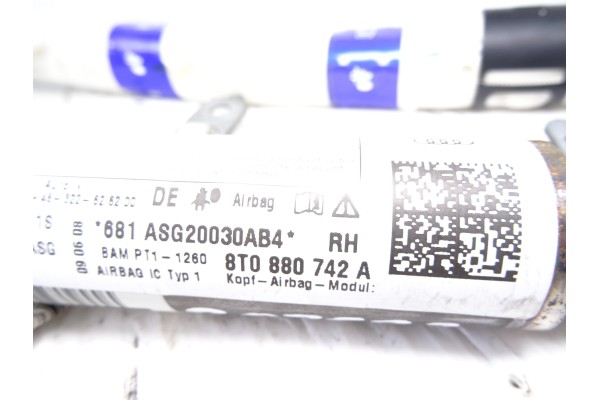 DE Airbag
*681 ASG20030AB4* RH
BAM PT1-1260 8T0 880 742 A
AIRBAG IC Typ 1 Kopf-Airbag-Modul:
09 06 08